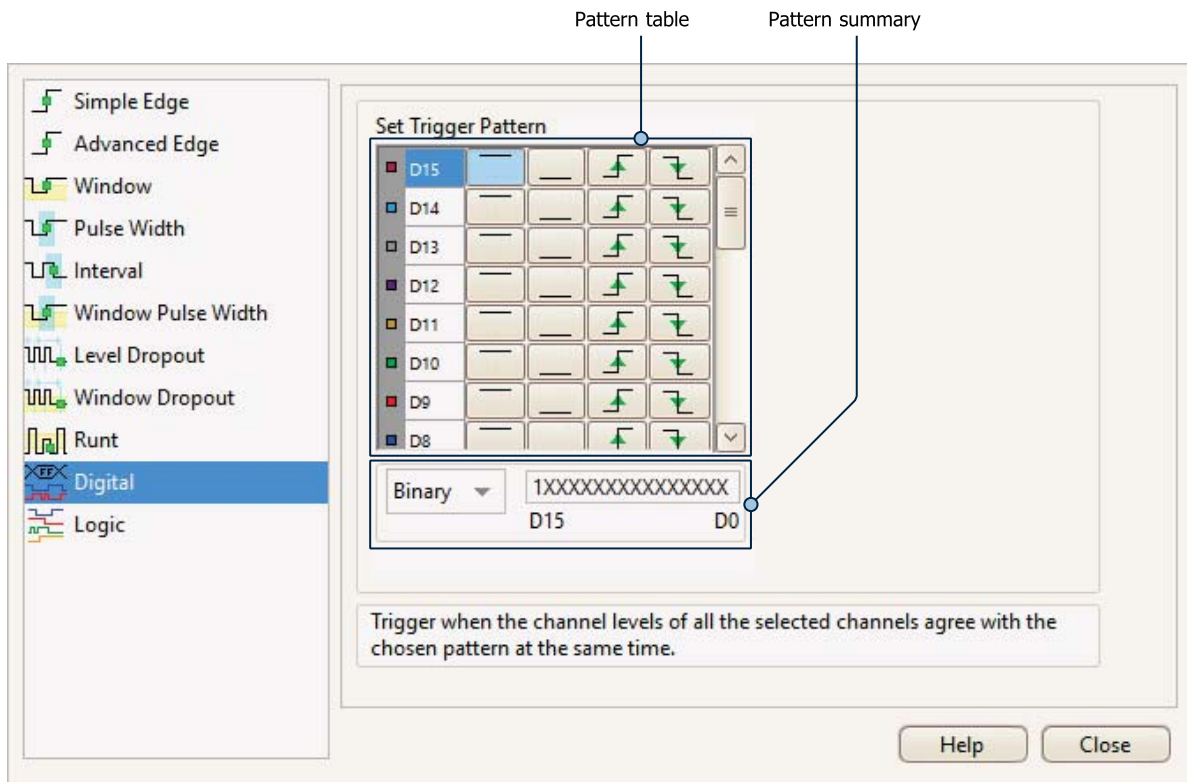 Pattern table
Pattern summary
Simple Edge
Advanced Edge
Window
Pulse Width
Interval
Window Pulse Width
Level Dropout
Window Dropout
Runt
Digital
Logic
Set Trigger Pattern
D15
D14
D13
D12
D11
D10
D9
D8
Binary
1XXXXXXXXXXXXXXX
D15 D0
Trigger when the channel levels of all the selected channels agree with the
chosen pattern at the same time.
Help Close